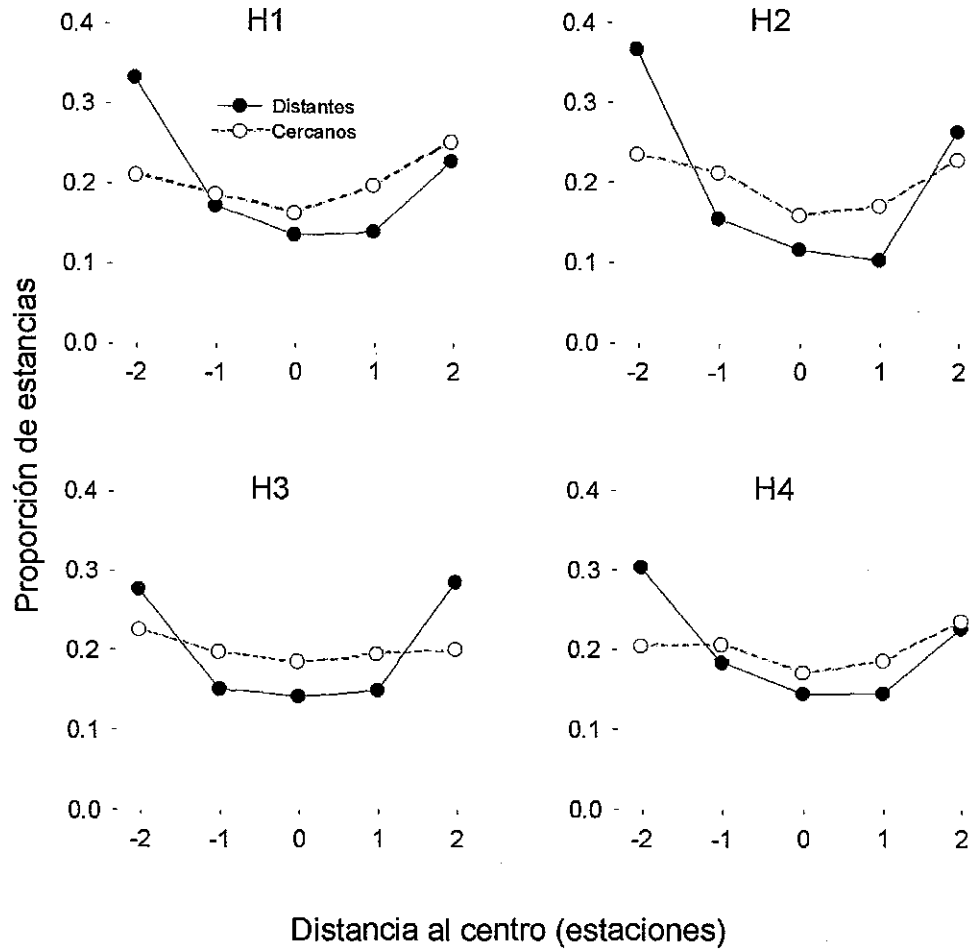 H1
H2
0.4 -
0.3 -
0.2 -
0.1 -
0.0 -
Distantes
Cercanos
-2 -1 0 1 2
0.4 -
0.3 -
0.2 -
0.1 -
0.0 -
-2 -1 0 1 2
Proporción de estancias
H3
H4
0.4 -
0.3 -
0.2 -
0.1 -
0.0 -
-2 -1 0 1 2
0.4 -
0.3 -
0.2 -
0.1 -
0.0 -
-2 -1 0 1 2
Distancia al centro (estaciones)